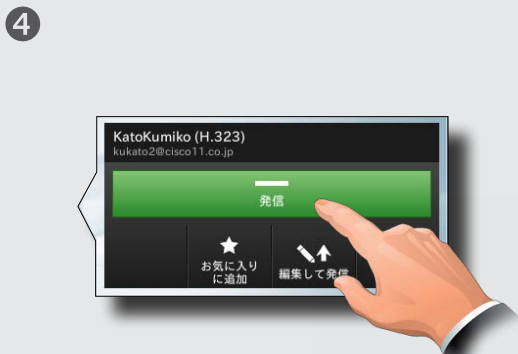 4
KatoKumiko (H.323)
kukato2@cisco11.co.jp
発信
お気に入り
に追加
編集して発信